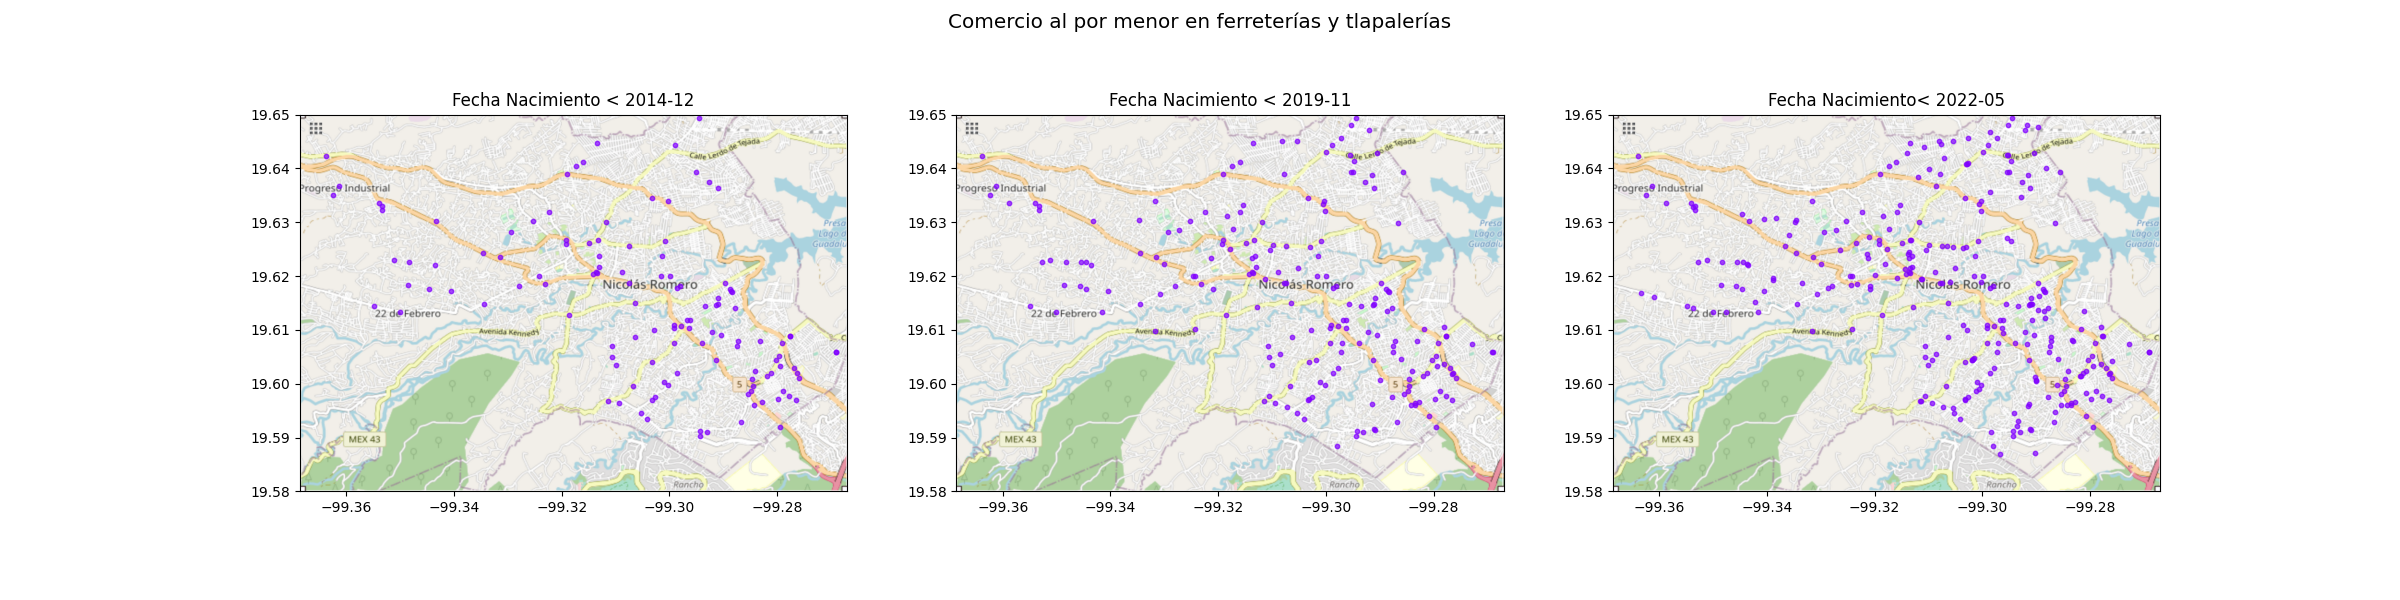 Comercio al por menor en ferreterías y tlapalerías
Fecha Nacimiento < 2014-12
19.65
19.64
19.63
19.62
19.61
19.60
19.59
19.58
−99.36
−99.34
−99.32
−99.30
−99.28
Calle Lerdo de Tejada
Progreso Industrial
Presa
Lago de
Guadalu
Nicolás Romero
22 de Febrero
Avenida Kennedy
5
MEX 43
Rancho
Fecha Nacimiento < 2019-11
19.65
19.64
19.63
19.62
19.61
19.60
19.59
19.58
−99.36
−99.34
−99.32
−99.30
−99.28
Calle Lerdo de Tejada
Progreso Industrial
Presa
Lago de
Guadalu
Nicolás Romero
22 de Febrero
Avenida Kennedy
5
MEX 43
Rancho
Fecha Nacimiento< 2022-05
19.65
19.64
19.63
19.62
19.61
19.60
19.59
19.58
−99.36
−99.34
−99.32
−99.30
−99.28
Calle Lerdo de Tejada
Progreso Industrial
Presa
Lago de
Guadalu
Nicolás Romero
22 de Febrero
Avenida Kennedy
5
MEX 43
Rancho